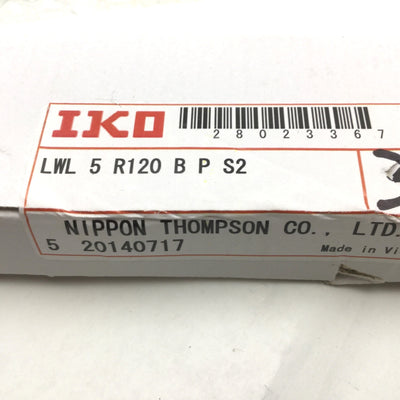 IKO
28023367
LWL 5 R120 B P S2
NIPPON THOMPSON CO., LTD.
5 20140717
Made in Vi